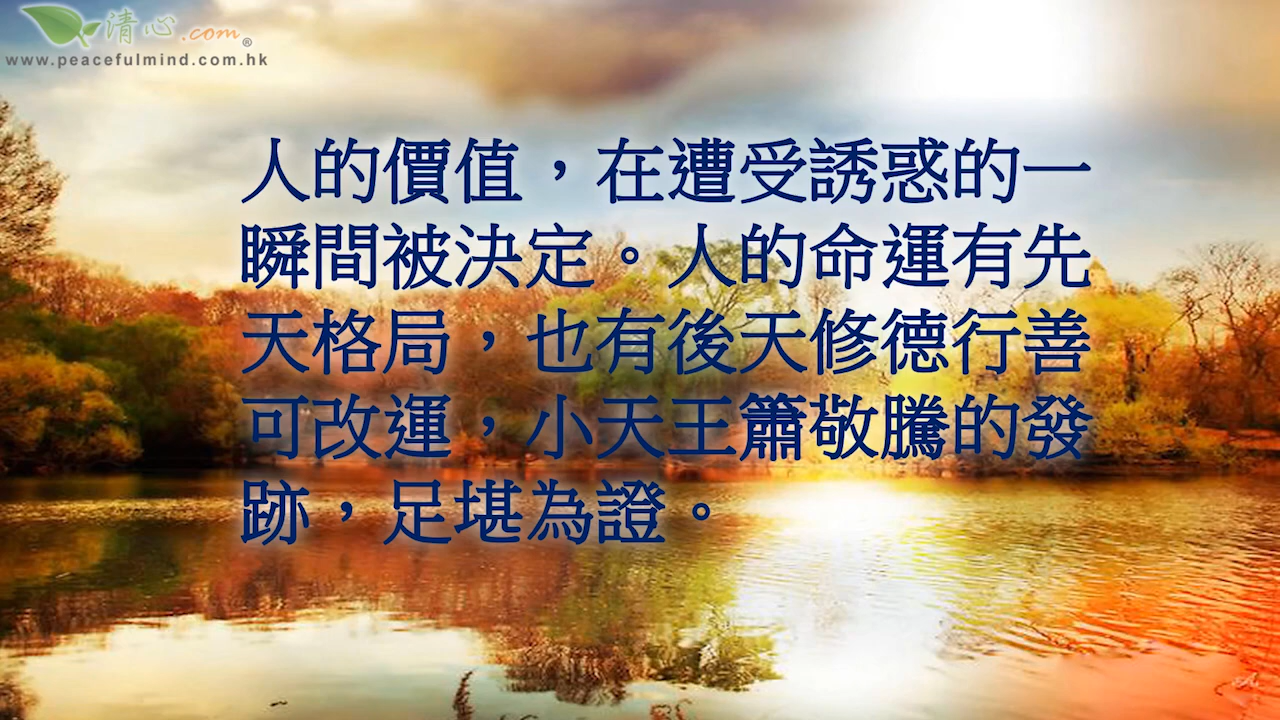 清心.com®
www.peacefulmind.com.hk
人的價值，在遭受誘惑的一
瞬間被決定。人的命運有先
天格局，也有後天修德行善
可改運，小天王簫敬騰的發
跡，足堪為證。